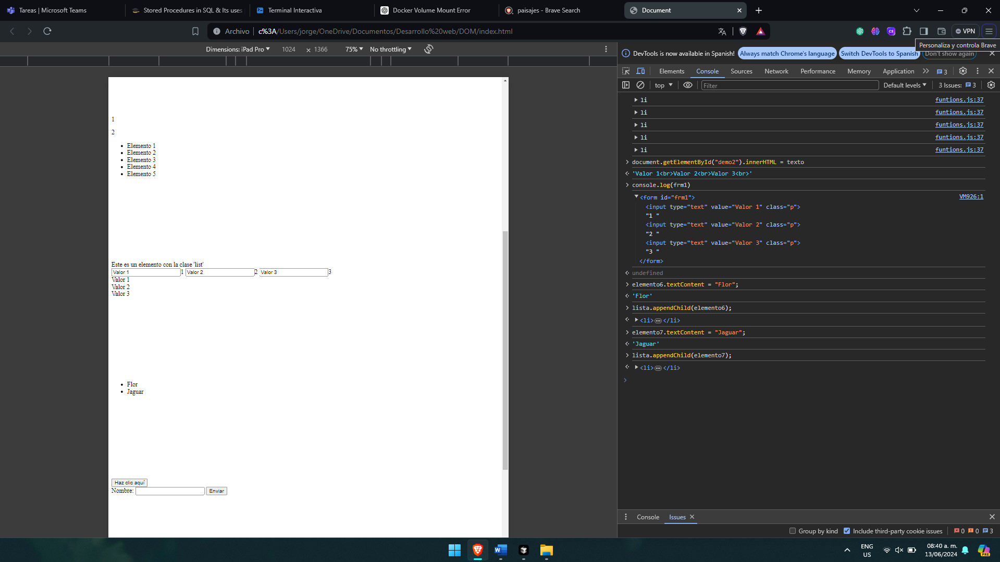 Tareas | Microsoft Teams
Stored Procedures in SQL & Its uses
Terminal Interactiva
Docker Volume Mount Error
paisajes - Brave Search
Document
Archivo
c%3A/Users/jorge/OneDrive/Documentos/Desarrollo%20web/DOM/index.html
VPN
Personaliza y controla Brave
Dimensions: iPad Pro
1024
×
1366
75%
No throttling
DevTools is now available in Spanish!
Always match Chrome's language
Switch DevTools to Spanish
Don't show again
Elements
Console
Sources
Network
Performance
Memory
Application
3
top
Filter
Default levels
3 Issues:
3
1
2
Elemento 1
Elemento 2
Elemento 3
Elemento 4
Elemento 5
Este es un elemento con la clase 'list'
Valor 1
1
Valor 2
2
Valor 3
3
Valor 1
Valor 2
Valor 3
Flor
Jaguar
Haz clic aquí
Nombre:
Enviar
li
funtions.js:37
li
funtions.js:37
li
funtions.js:37
li
funtions.js:37
li
funtions.js:37
document.getElementById("demo2").innerHTML = texto
'Valor 1<br>Valor 2<br>Valor 3<br>'
console.log(frm1)
VM926:1
<form id="frm1">
<input type="text" value="Valor 1" class="p">
"1 "
<input type="text" value="Valor 2" class="p">
"2 "
<input type="text" value="Valor 3" class="p">
"3 "
</form>
undefined
elemento6.textContent = "Flor";
'Flor'
lista.appendChild(elemento6);
<li>…</li>
elemento7.textContent = "Jaguar";
'Jaguar'
lista.appendChild(elemento7);
<li>…</li>
Console
Issues
Group by kind
Include third-party cookie issues
0
0
3
ENG
US
08:40 a. m.
13/06/2024
PRE